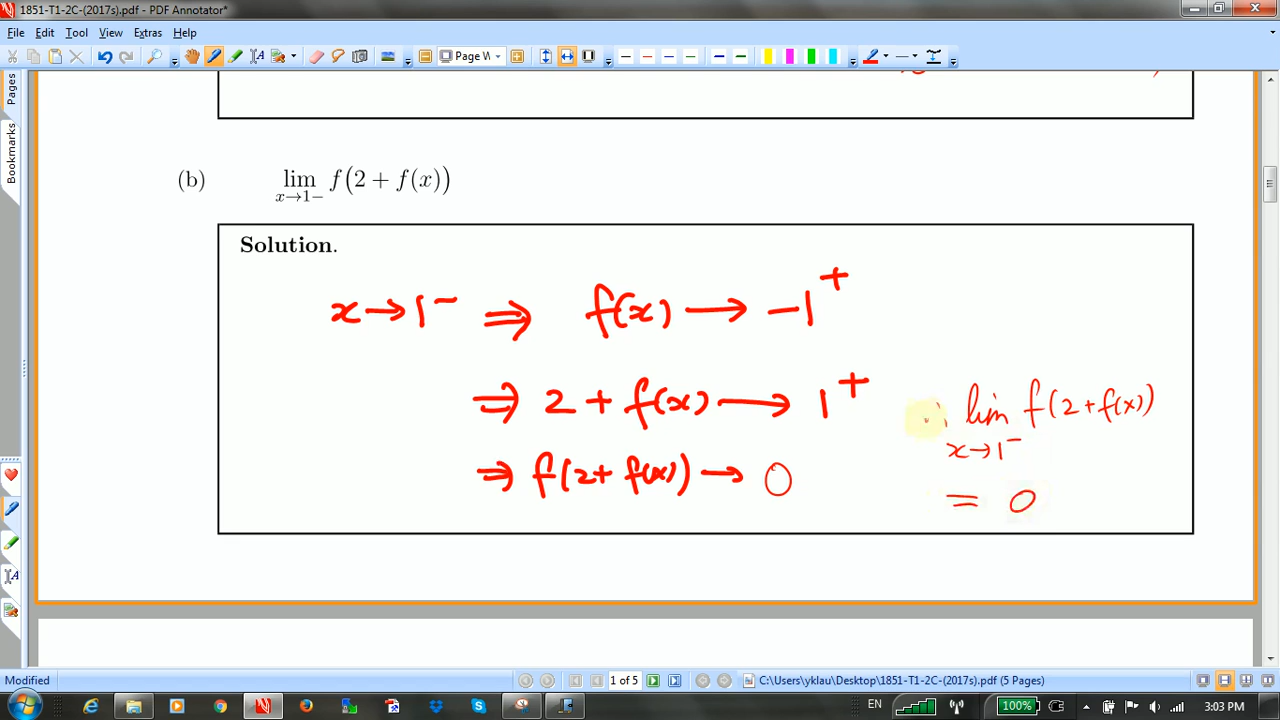 1851-T1-2C-(2017s).pdf - PDF Annotator*
File Edit Tool View Extras Help
Page W
Pages
Bookmarks
(b) lim x→1− f(2 + f(x))
Solution.
x → 1⁻ ⇒ f(x) → −1⁺
⇒ 2 + f(x) → 1⁺
⇒ f(2 + f(x)) → 0
∴ lim x→1⁻ f(2+f(x))
= 0
Modified
1 of 5
C:\Users\yklau\Desktop\1851-T1-2C-(2017s).pdf (5 Pages)
EN
100%
3:03 PM